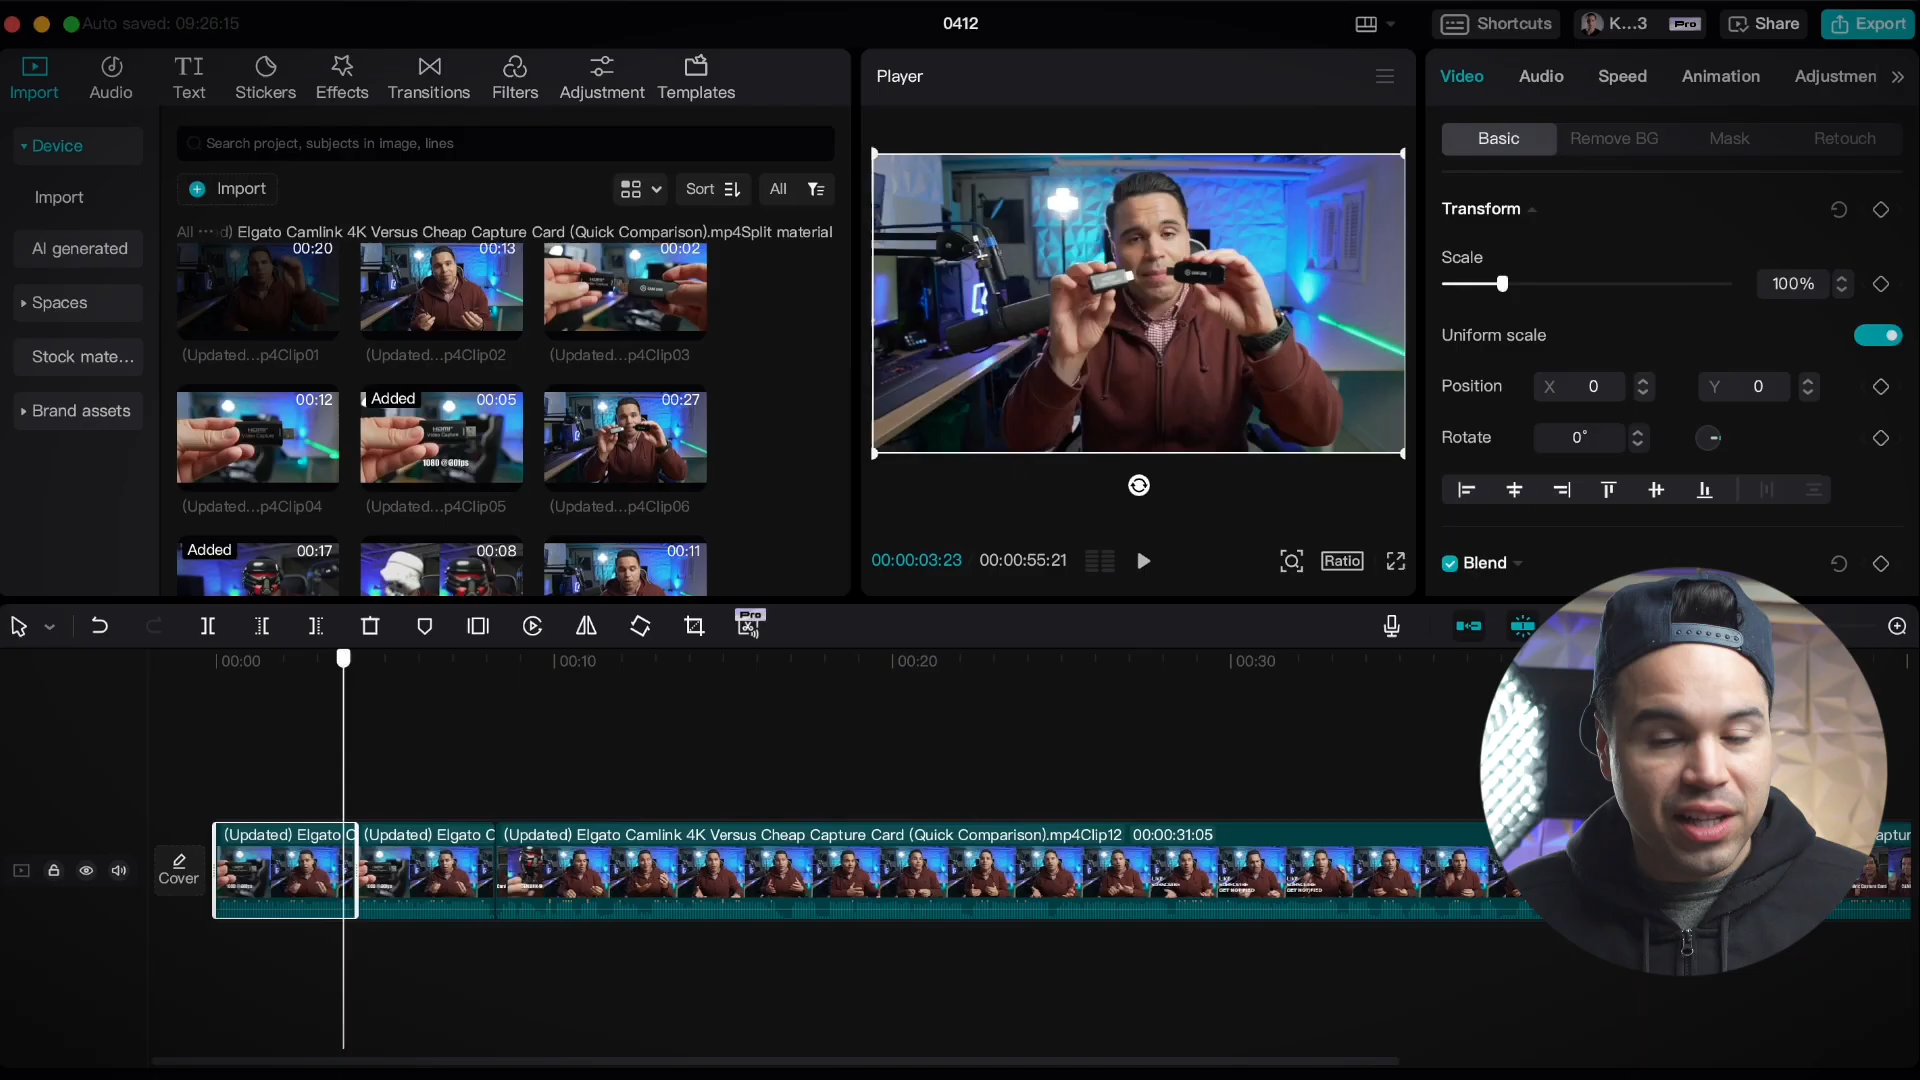 Auto saved: 09:26:15
0412
Shortcuts
K...3
Pro
Share
Export
Import
Audio
Text
Stickers
Effects
Transitions
Filters
Adjustment
Templates
Player
Video
Audio
Speed
Animation
Adjustmen
Device
Import
AI generated
Spaces
Stock mate...
Brand assets
Search project, subjects in image, lines
Import
Sort
All
All ··· d) Elgato Camlink 4K Versus Cheap Capture Card (Quick Comparison).mp4Split material
00:20
00:13
00:02
(Updated...p4Clip01
(Updated...p4Clip02
(Updated...p4Clip03
00:12
Added
00:05
00:27
HDMI
Video Capture
1080 @30fps
(Updated...p4Clip04
(Updated...p4Clip05
(Updated...p4Clip06
Added
00:17
00:08
00:11
00:00:03:23
00:00:55:21
Ratio
Basic
Remove BG
Mask
Retouch
Transform
Scale
100%
Uniform scale
Position
X 0
Y 0
Rotate
0°
Blend
Pro
00:00
00:10
00:20
00:30
Cover
(Updated) Elgato C
(Updated) Elgato C
(Updated) Elgato Camlink 4K Versus Cheap Capture Card (Quick Comparison).mp4Clip12
00:00:31:05
aptur